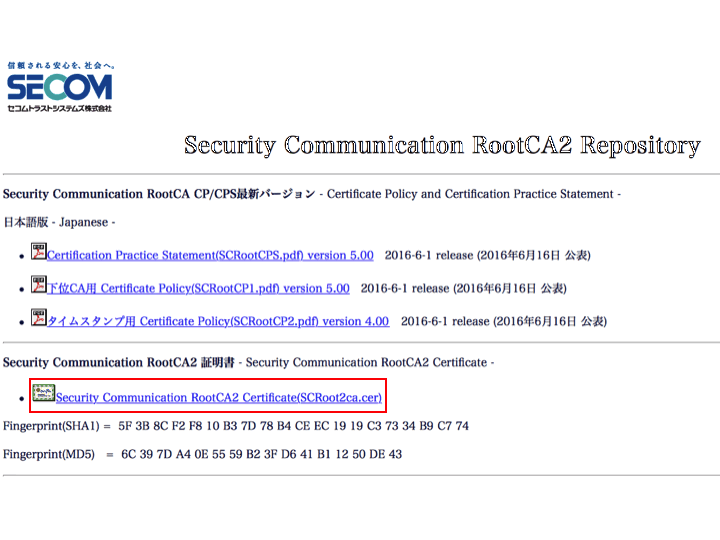 信頼される安心を、社会へ。
SECOM
セコムトラストシステムズ株式会社
Security Communication RootCA2 Repository
Security Communication RootCA CP/CPS最新バージョン - Certificate Policy and Certification Practice Statement -
日本語版 - Japanese -
Certification Practice Statement(SCRootCPS.pdf) version 5.00 2016-6-1 release (2016年6月16日 公表)
下位CA用 Certificate Policy(SCRootCP1.pdf) version 5.00 2016-6-1 release (2016年6月16日 公表)
タイムスタンプ用 Certificate Policy(SCRootCP2.pdf) version 4.00 2016-6-1 release (2016年6月16日 公表)
Security Communication RootCA2 証明書 - Security Communication RootCA2 Certificate -
Security Communication RootCA2 Certificate(SCRoot2ca.cer)
Fingerprint(SHA1) = 5F 3B 8C F2 F8 10 B3 7D 78 B4 CE EC 19 19 C3 73 34 B9 C7 74
Fingerprint(MD5) = 6C 39 7D A4 0E 55 59 B2 3F D6 41 B1 12 50 DE 43